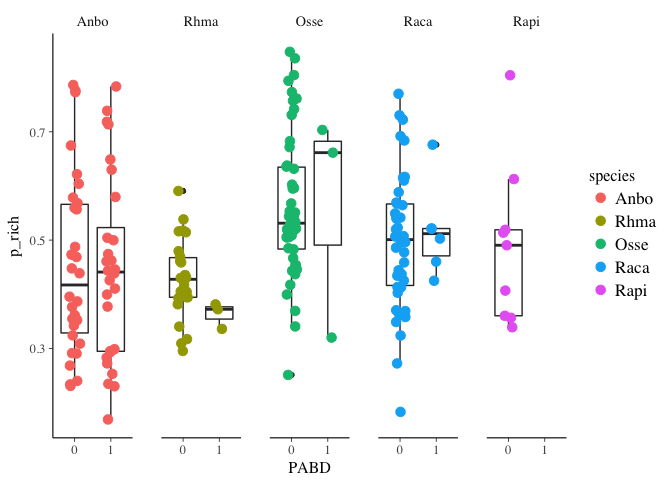 Anbo Rhma Osse Raca Rapi
p_rich
0.7
0.5
0.3
0 1 0 1 0 1 0 1 0 1
PABD
species
Anbo
Rhma
Osse
Raca
Rapi